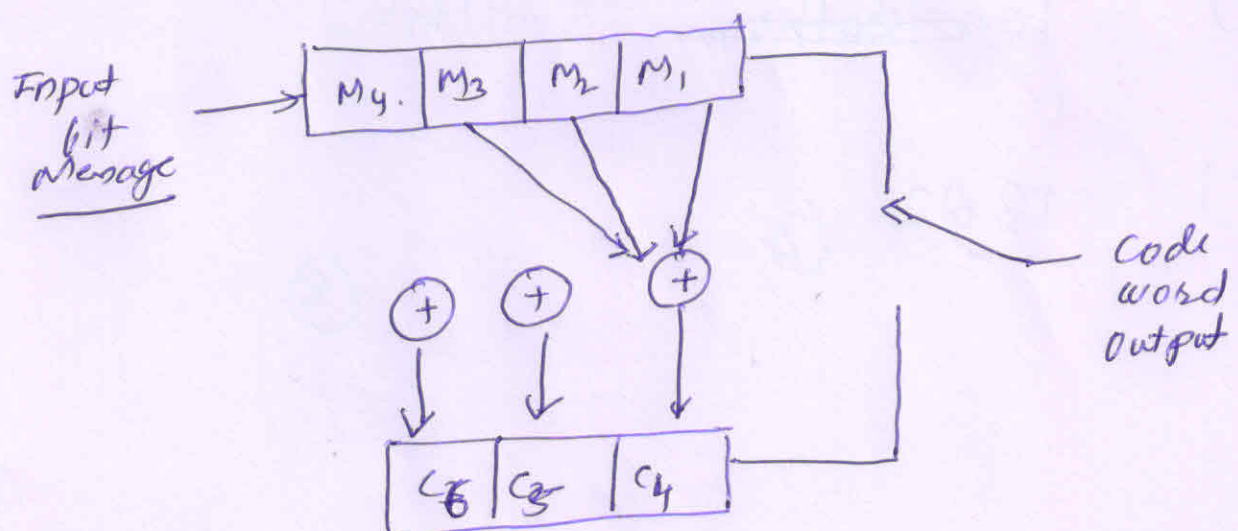 Input
bit
Message
M4. M3 M2 M1
+ + +
Code
word
output
C6 C5 C4